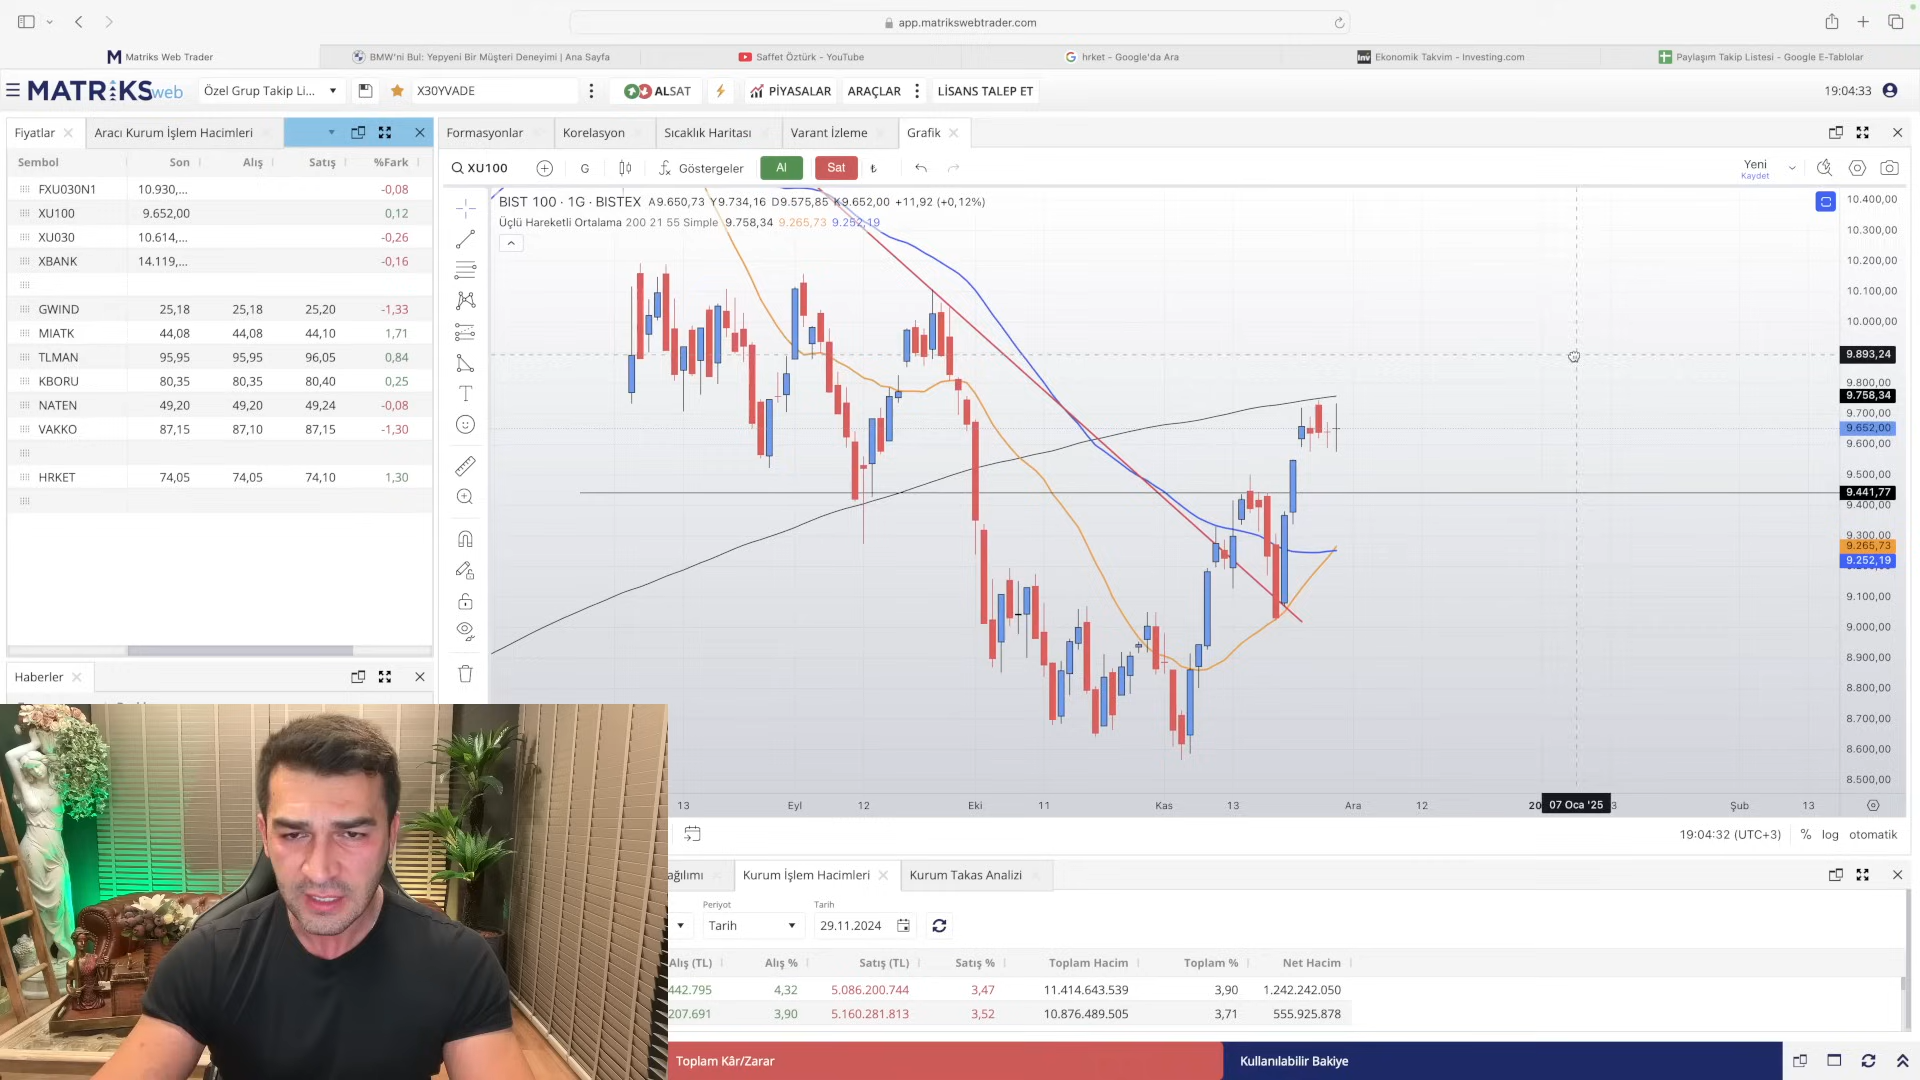 app.matrikswebtrader.com
Matriks Web Trader
BMW'ni Bul: Yepyeni Bir Müşteri Deneyimi | Ana Sayfa
Saffet Öztürk - YouTube
hrket - Google'da Ara
Ekonomik Takvim - Investing.com
Paylaşım Takip Listesi - Google E-Tablolar
MATRİKS web
Özel Grup Takip Li...
X30YVADE
ALSAT
PİYASALAR
ARAÇLAR
LİSANS TALEP ET
19:04:33
Fiyatlar
Aracı Kurum İşlem Hacimleri
Formasyonlar
Korelasyon
Sıcaklık Haritası
Varant İzleme
Grafik
Sembol Son Alış Satış %Fark
FXU030N1 10.930,... -0,08
XU100 9.652,00 0,12
XU030 10.614,... -0,26
XBANK 14.119,... -0,16
GWIND 25,18 25,18 25,20 -1,33
MIATK 44,08 44,08 44,10 1,71
TLMAN 95,95 95,95 96,05 0,84
KBORU 80,35 80,35 80,40 0,25
NATEN 49,20 49,20 49,24 -0,08
VAKKO 87,15 87,10 87,15 -1,30
HRKET 74,05 74,05 74,10 1,30
Haberler
XU100
G
Göstergeler
Al
Sat
₺
Yeni
Kaydet
BIST 100 · 1G · BISTEX A9.650,73 Y9.734,16 D9.575,85 K9.652,00 +11,92 (+0,12%)
Üçlü Hareketli Ortalama 200 21 55 Simple 9.758,34 9.265,73 9.252,19
10.400,00
10.300,00
10.200,00
10.100,00
10.000,00
9.893,24
9.800,00
9.758,34
9.700,00
9.652,00
9.600,00
9.500,00
9.441,77
9.400,00
9.300,00
9.265,73
9.252,19
9.100,00
9.000,00
8.900,00
8.800,00
8.700,00
8.600,00
8.500,00
13 Eyl 12 Eki 11 Kas 13 Ara 12 20 07 Oca '25 3 Şub 13
19:04:32 (UTC+3) % log otomatik
ağılımı
Kurum İşlem Hacimleri
Kurum Takas Analizi
Periyot
Tarih
Tarih
29.11.2024
Alış (TL) Alış % Satış (TL) Satış % Toplam Hacim Toplam % Net Hacim
442.795 4,32 5.086.200.744 3,47 11.414.643.539 3,90 1.242.242.050
207.691 3,90 5.160.281.813 3,52 10.876.489.505 3,71 555.925.878
Toplam Kâr/Zarar
Kullanılabilir Bakiye